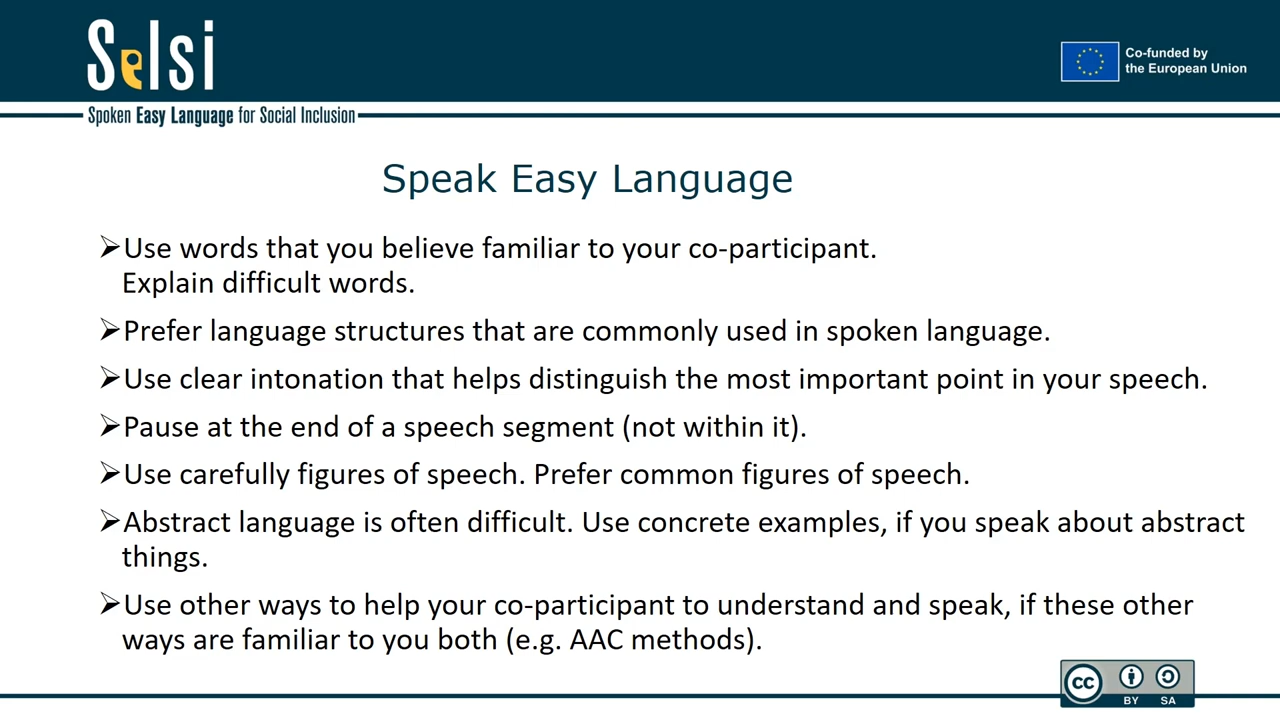 Selsi
Co-funded by
the European Union
Spoken Easy Language for Social Inclusion
Speak Easy Language
➢Use words that you believe familiar to your co-participant.
Explain difficult words.
➢Prefer language structures that are commonly used in spoken language.
➢Use clear intonation that helps distinguish the most important point in your speech.
➢Pause at the end of a speech segment (not within it).
➢Use carefully figures of speech. Prefer common figures of speech.
➢Abstract language is often difficult. Use concrete examples, if you speak about abstract
things.
➢Use other ways to help your co-participant to understand and speak, if these other
ways are familiar to you both (e.g. AAC methods).
cc BY SA